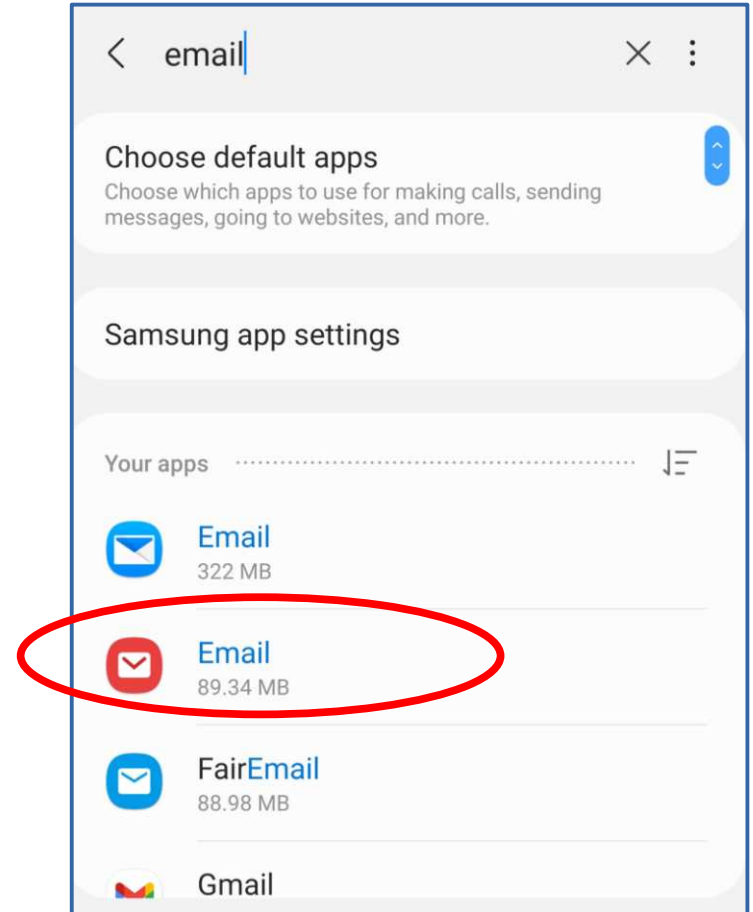 email
Choose default apps
Choose which apps to use for making calls, sending
messages, going to websites, and more.
Samsung app settings
Your apps
Email
322 MB
Email
89.34 MB
FairEmail
88.98 MB
Gmail